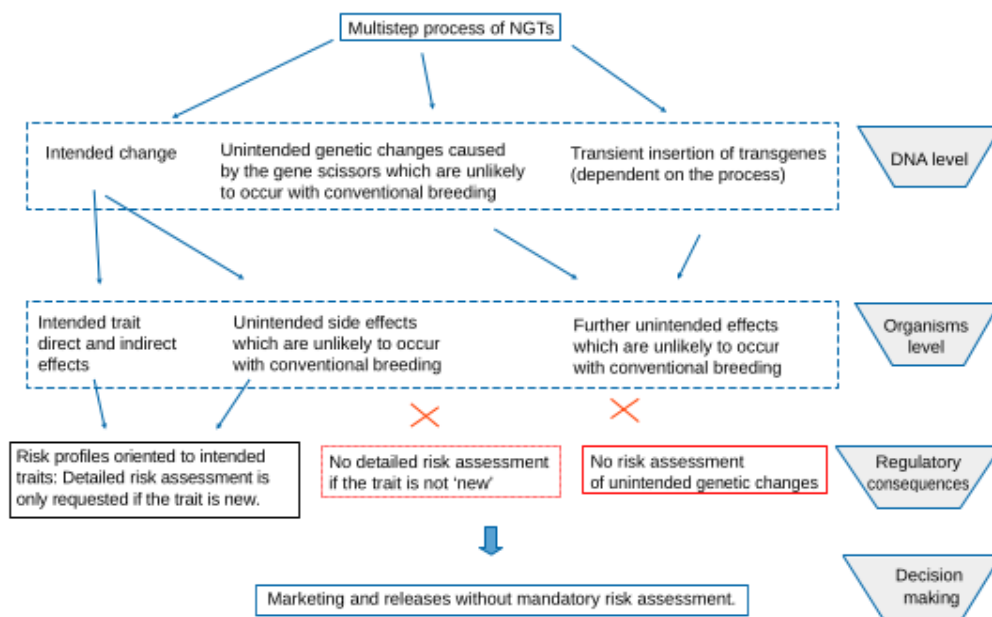 Multistep process of NGTs
Intended change
Unintended genetic changes caused
by the gene scissors which are unlikely
to occur with conventional breeding
Transient insertion of transgenes
(dependent on the process)
DNA level
Intended trait
direct and indirect
effects
Unintended side effects
which are unlikely to occur
with conventional breeding
Further unintended effects
which are unlikely to occur
with conventional breeding
Organisms
level
Risk profiles oriented to intended
traits: Detailed risk assessment is
only requested if the trait is new.
No detailed risk assessment
if the trait is not ‘new’
No risk assessment
of unintended genetic changes
Regulatory
consequences
Marketing and releases without mandatory risk assessment.
Decision
making